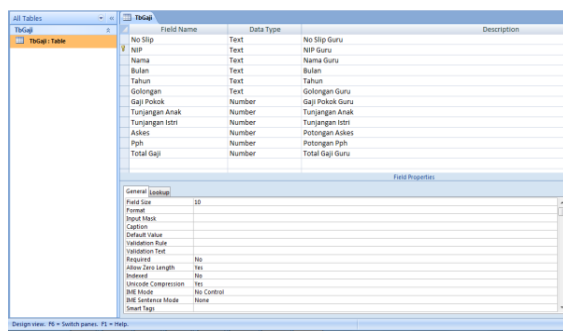 All Tables
TbGaji
TbGaji : Table
TbGaji
Field Name Data Type Description
No Slip Text No Slip Guru
NIP Text NIP Guru
Nama Text Nama Guru
Bulan Text Bulan
Tahun Text Tahun
Golongan Text Golongan Guru
Gaji Pokok Number Gaji Pokok Guru
Tunjangan Anak Number Tunjangan Anak
Tunjangan Istri Number Tunjangan Istri
Askes Number Potongan Askes
Pph Number Potongan Pph
Total Gaji Number Total Gaji Guru
Field Properties
General Lookup
Field Size 10
Format
Input Mask
Caption
Default Value
Validation Rule
Validation Text
Required No
Allow Zero Length Yes
Indexed No
Unicode Compression Yes
IME Mode No Control
IME Sentence Mode None
Smart Tags
Design view. F6 = Switch panes. F1 = Help.